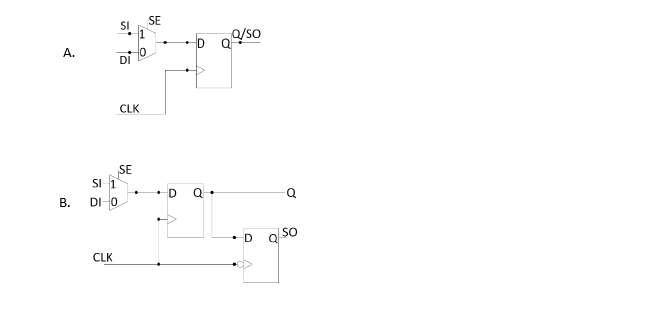 SI SE
1
Q/SO
D Q
A.
0
DI
CLK
SE
SI 1
D Q Q
B. DI 0
SO
D Q
CLK